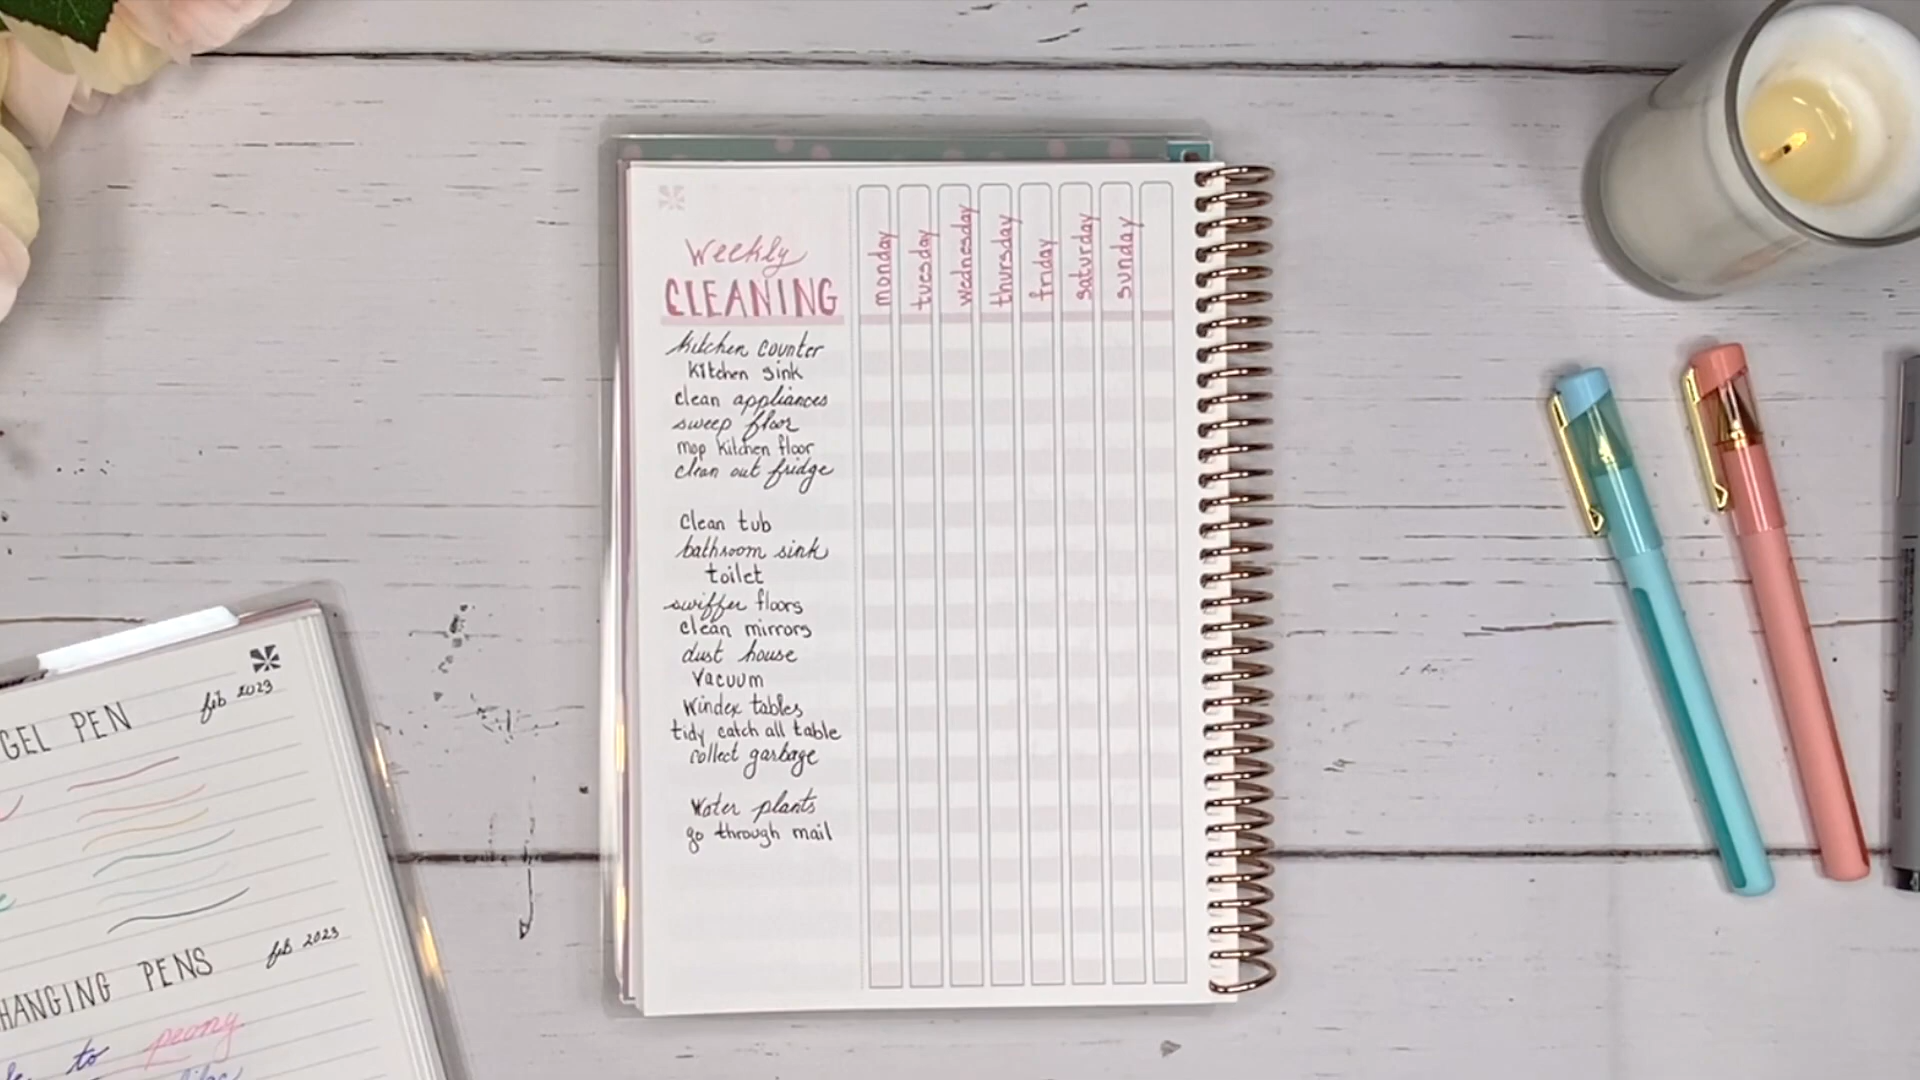 Weekly
CLEANING
monday
tuesday
wednesday
thursday
friday
saturday
sunday
kitchen counter
kitchen sink
clean appliances
sweep floor
mop kitchen floor
clean out fridge
Clean tub
bathroom sink
toilet
swiffer floors
clean mirrors
dust house
vacuum
Windex tables
tidy catch all table
collect garbage
Water plants
go through mail
GEL PEN
feb 2023
HANGING PENS
feb 2023
to peony